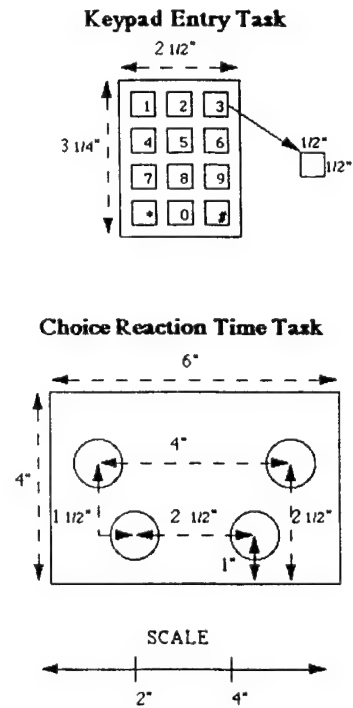 Keypad Entry Task
2 1/2"
3 1/4"
1 2 3
4 5 6
7 8 9
* 0 #
1/2"
1/2"
Choice Reaction Time Task
6"
4"
4"
1 1/2"
2 1/2"
2 1/2"
1"
SCALE
2" 4"